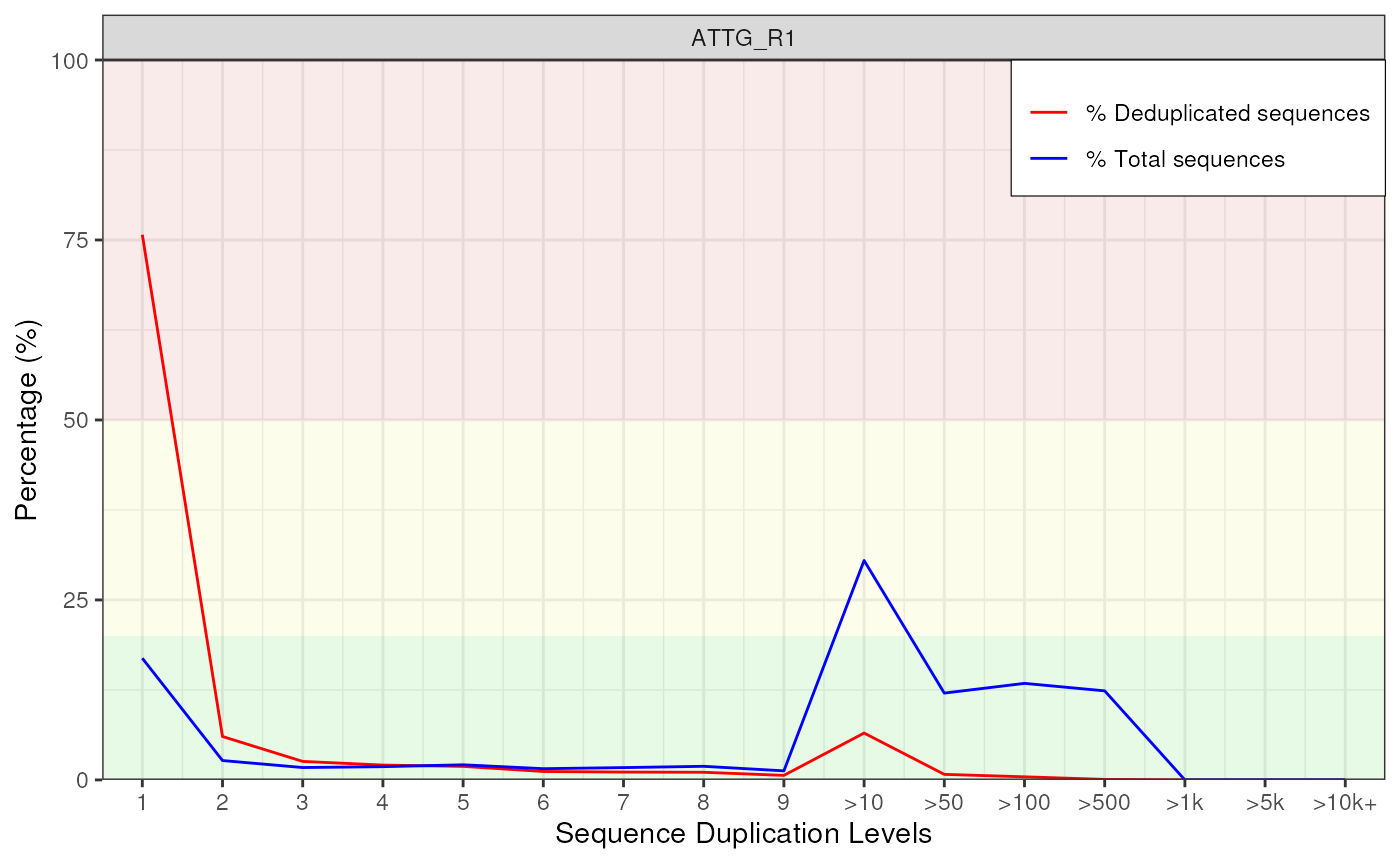 ATTG_R1
100
75
50
25
0
Percentage (%)
% Deduplicated sequences
% Total sequences
1 2 3 4 5 6 7 8 9 >10 >50 >100 >500 >1k >5k >10k+
Sequence Duplication Levels